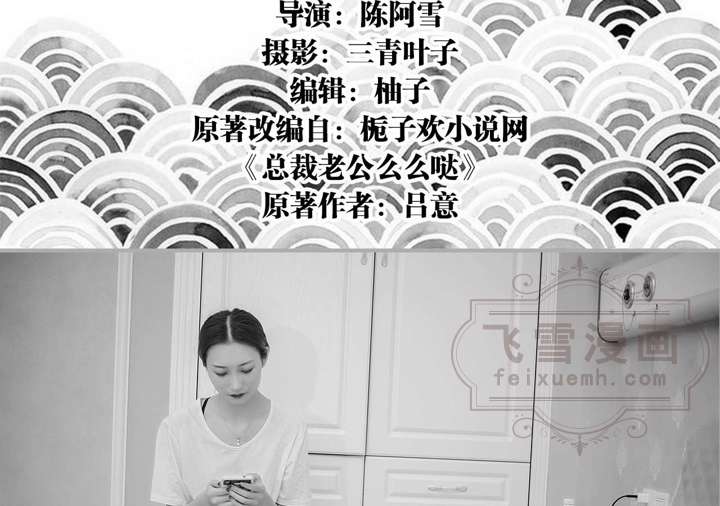 导演：陈阿雪
摄影：三青叶子
编辑：柚子
原著改编自：栀子欢小说网
《总裁老公么么哒》
原著作者：吕意
飞雪漫画
feixuemh.com